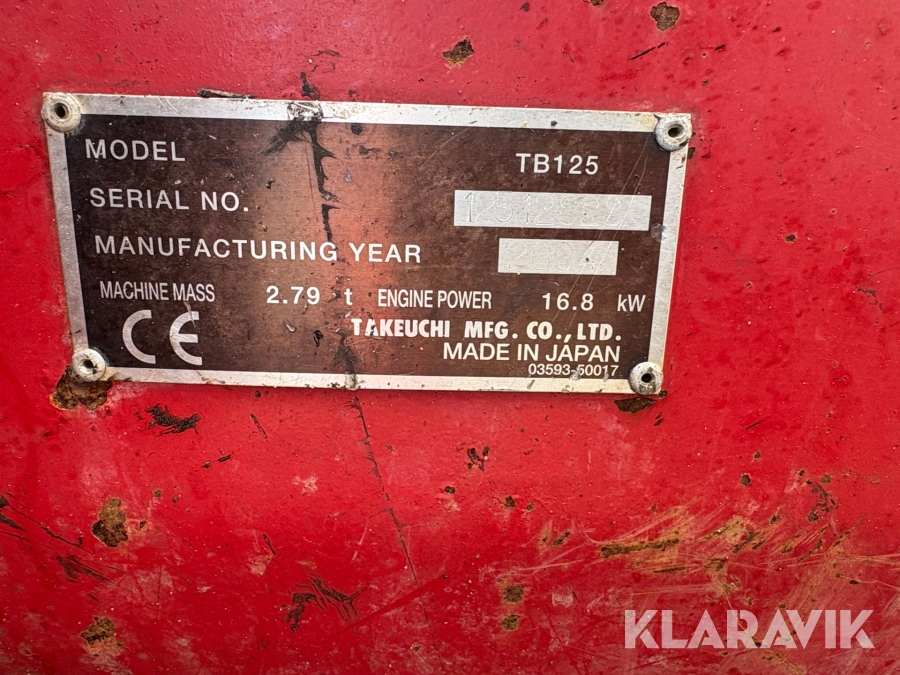 MODEL TB125
SERIAL NO.
MANUFACTURING YEAR
MACHINE MASS 2.79 t ENGINE POWER 16.8 kW
CE TAKEUCHI MFG. CO.,LTD.
MADE IN JAPAN
03593-60017
KLARAVIK